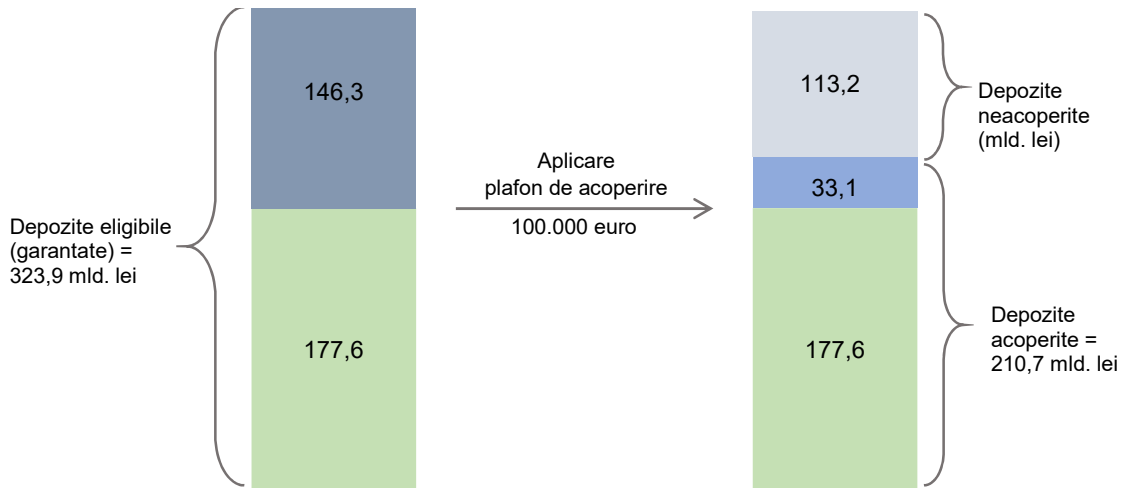 Depozite eligibile
(garantate) =
323,9 mld. lei
146,3
177,6
Aplicare
plafon de acoperire
100.000 euro
113,2
33,1
177,6
Depozite
neacoperite
(mld. lei)
Depozite
acoperite =
210,7 mld. lei